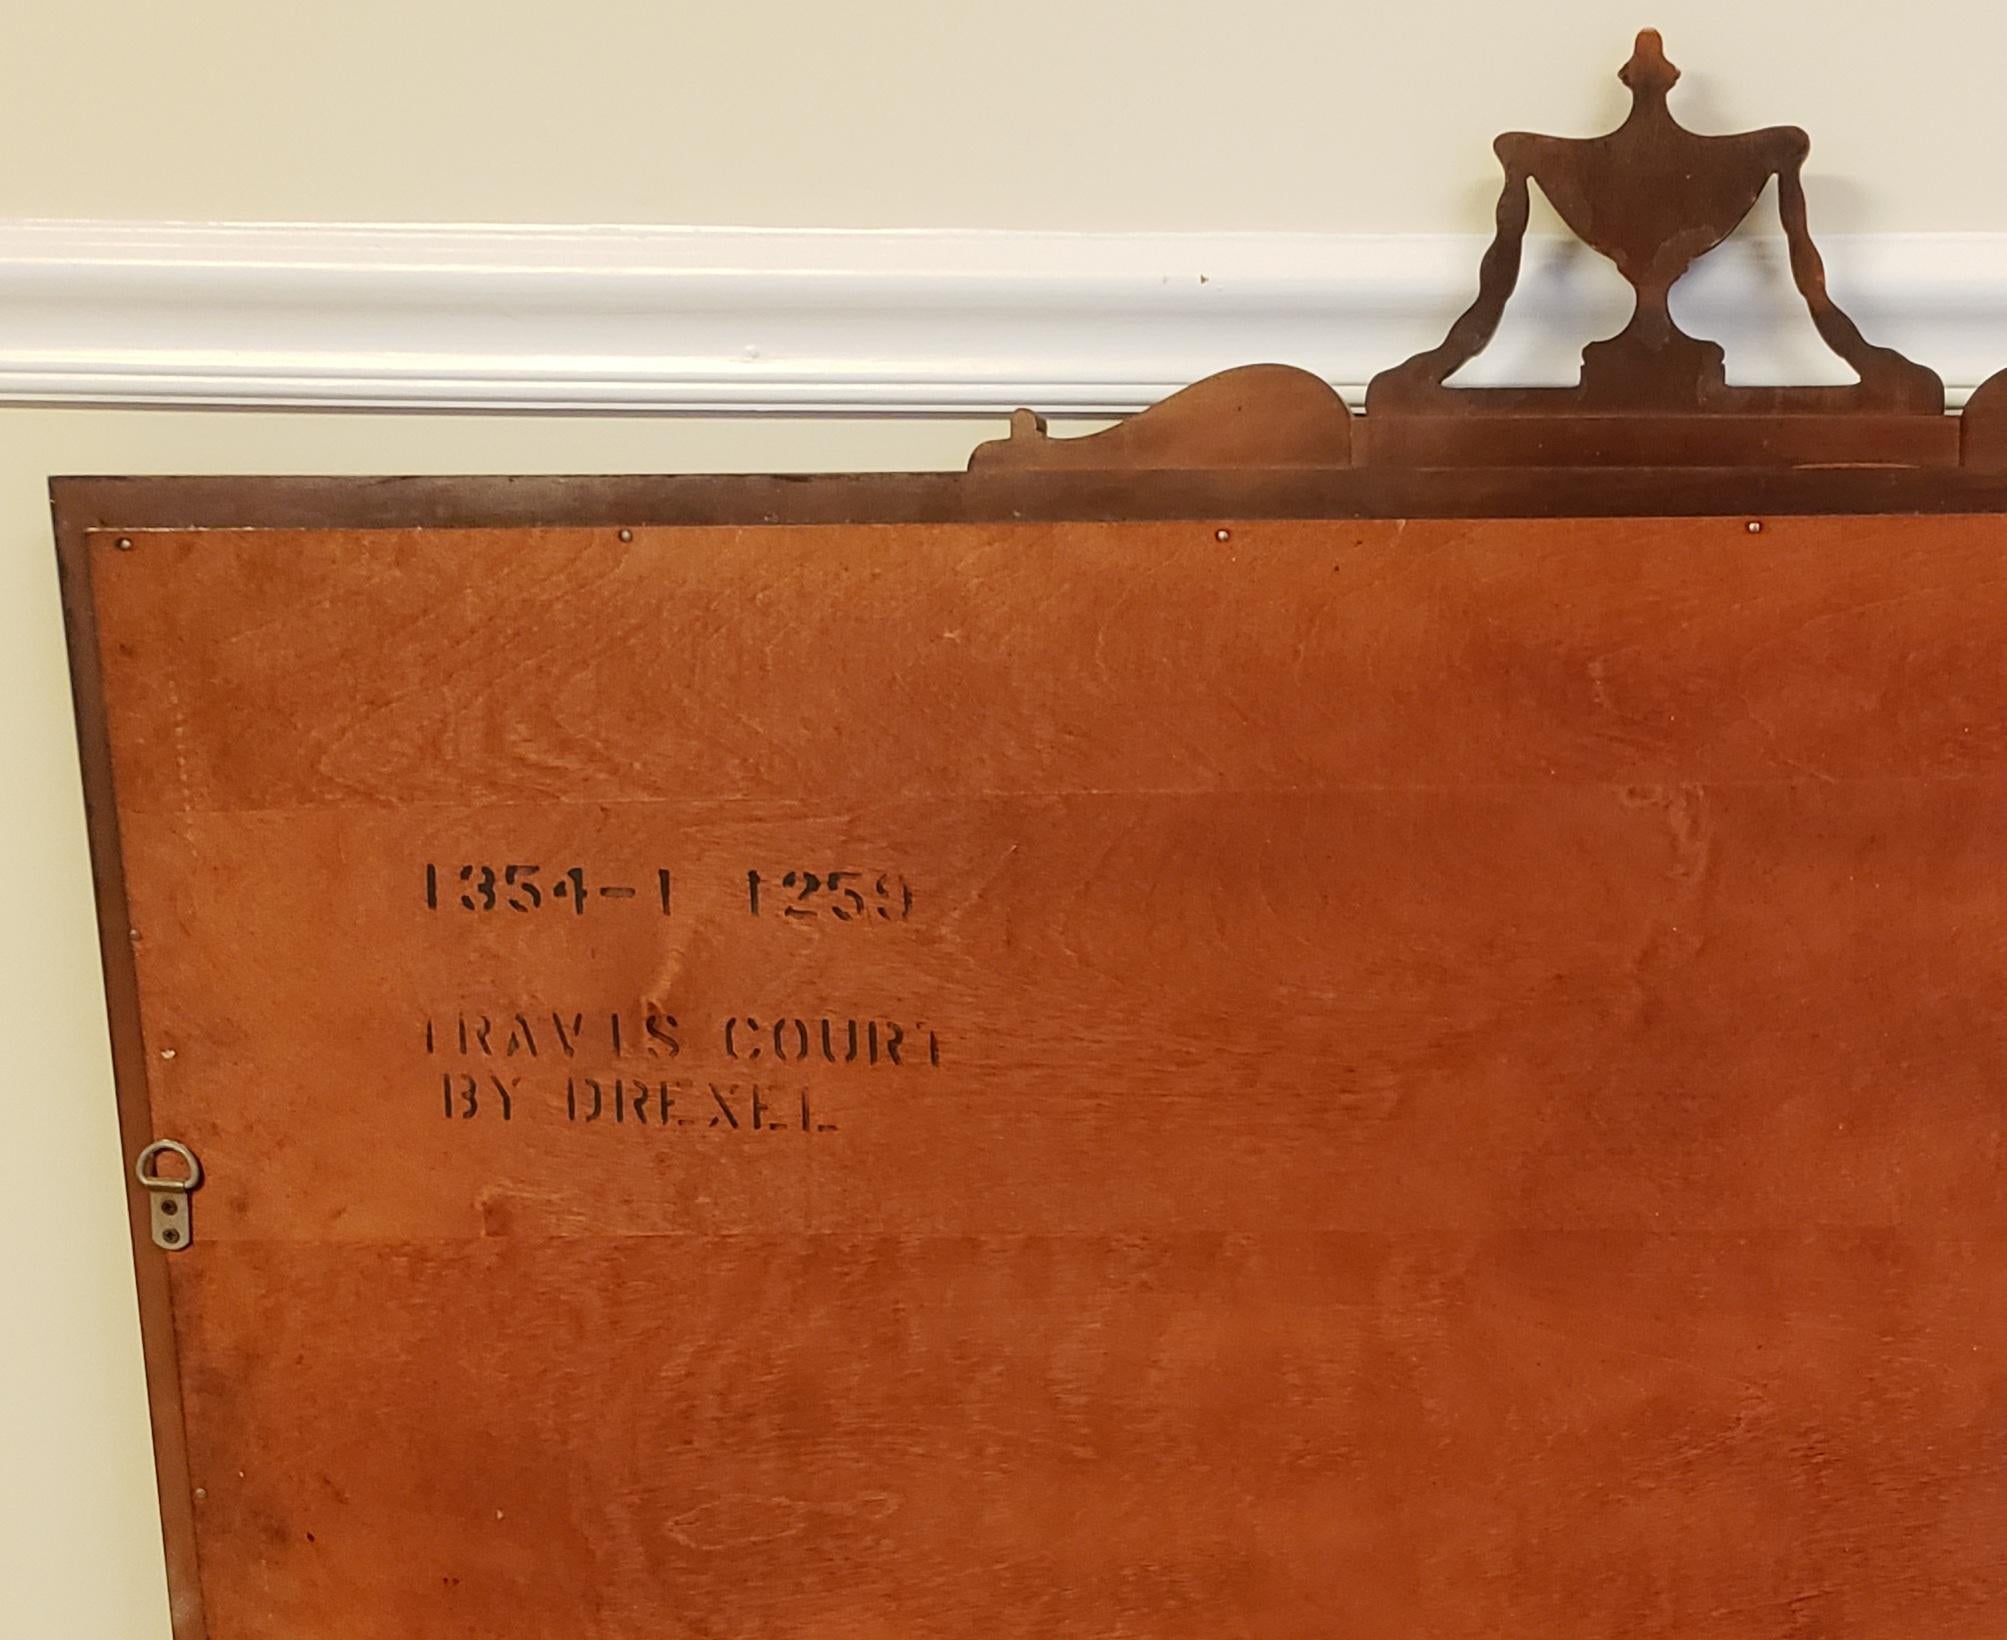 1354-1 1259
TRAVIS COURT
BY DREXEL